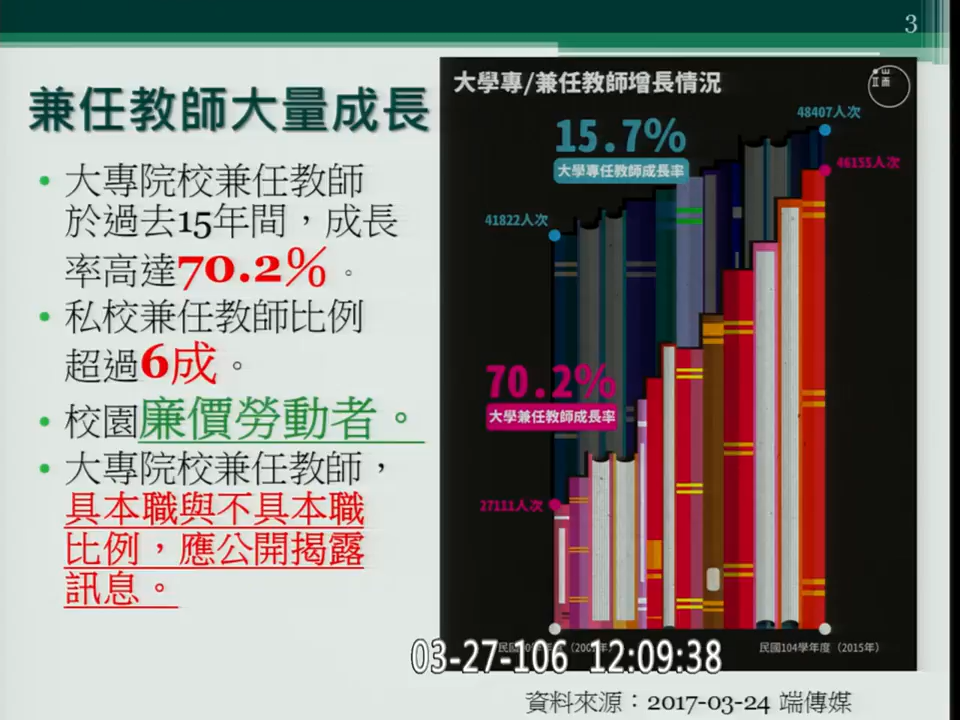 3
兼任教師大量成長
• 大專院校兼任教師
於過去15年間，成長
率高達70.2%。
• 私校兼任教師比例
超過6成。
• 校園廉價勞動者。
• 大專院校兼任教師，
具本職與不具本職
比例，應公開揭露
訊息。
大學專/兼任教師增長情況
15.7%
大學專任教師成長率
48407人次
46155人次
41822人次
70.2%
大學兼任教師成長率
27111人次
民國104學年度（2015年）
03-27-106 12:09:38
資料來源：2017-03-24 端傳媒